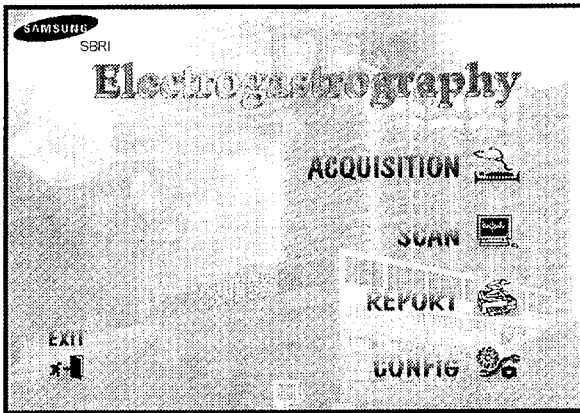 SAMSUNG
SBRI
Electrogastrography
ACQUISITION
SCAN
REPORT
EXIT
CONFIG